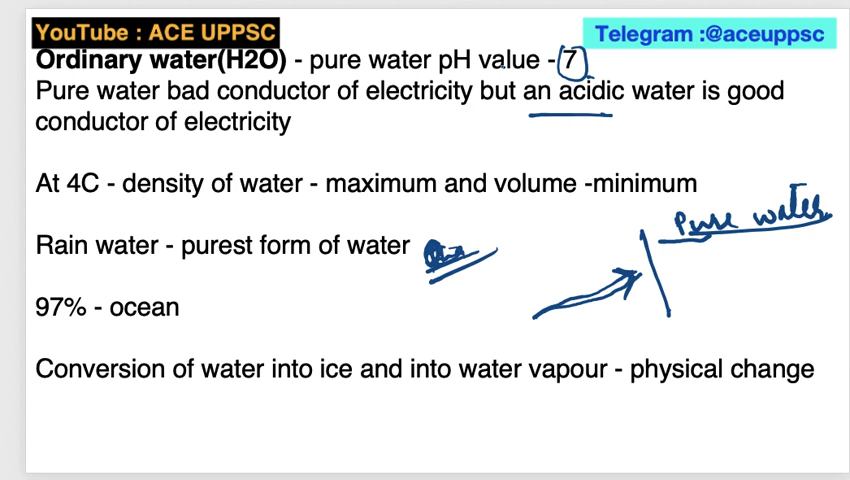 YouTube : ACE UPPSC
Telegram :@aceuppsc
Ordinary water(H2O) - pure water pH value - 7
Pure water bad conductor of electricity but an acidic water is good
conductor of electricity
At 4C - density of water - maximum and volume -minimum
Pure water
Rain water - purest form of water
97% - ocean
Conversion of water into ice and into water vapour - physical change